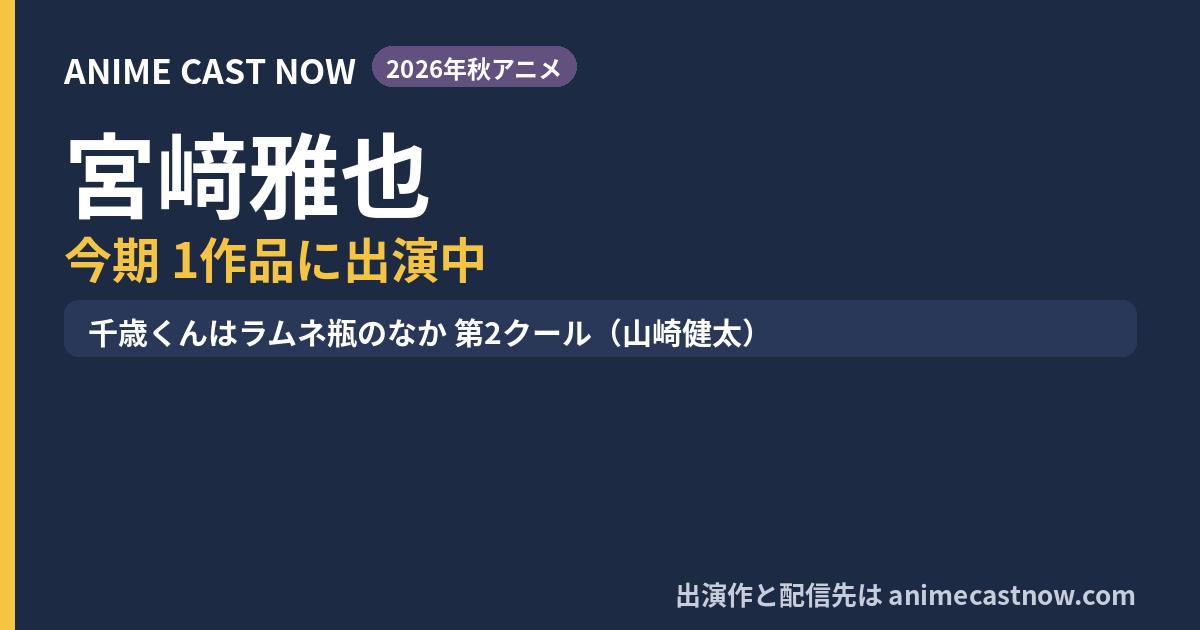 ANIME CAST NOW 2026年秋アニメ
宮﨑雅也
今期 1作品に出演中
千歳くんはラムネ瓶のなか 第2クール（山崎健太）
出演作と配信先は animecastnow.com